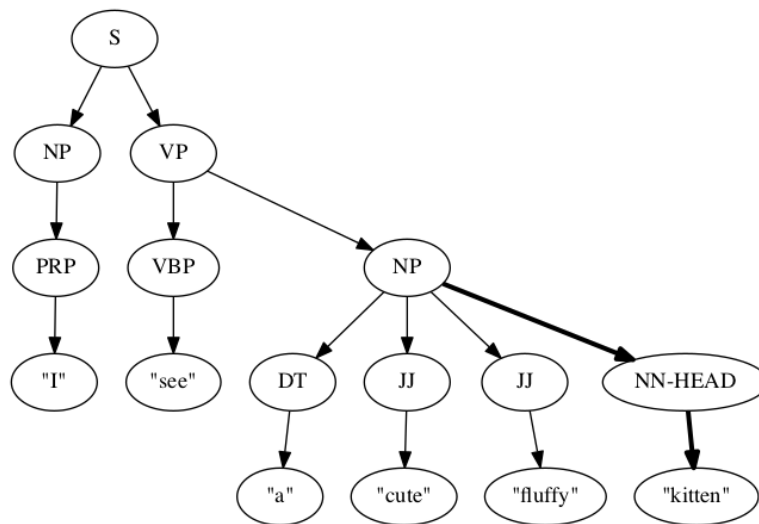 S
NP VP
PRP VBP NP
"I" "see" DT JJ JJ NN-HEAD
"a" "cute" "fluffy" "kitten"